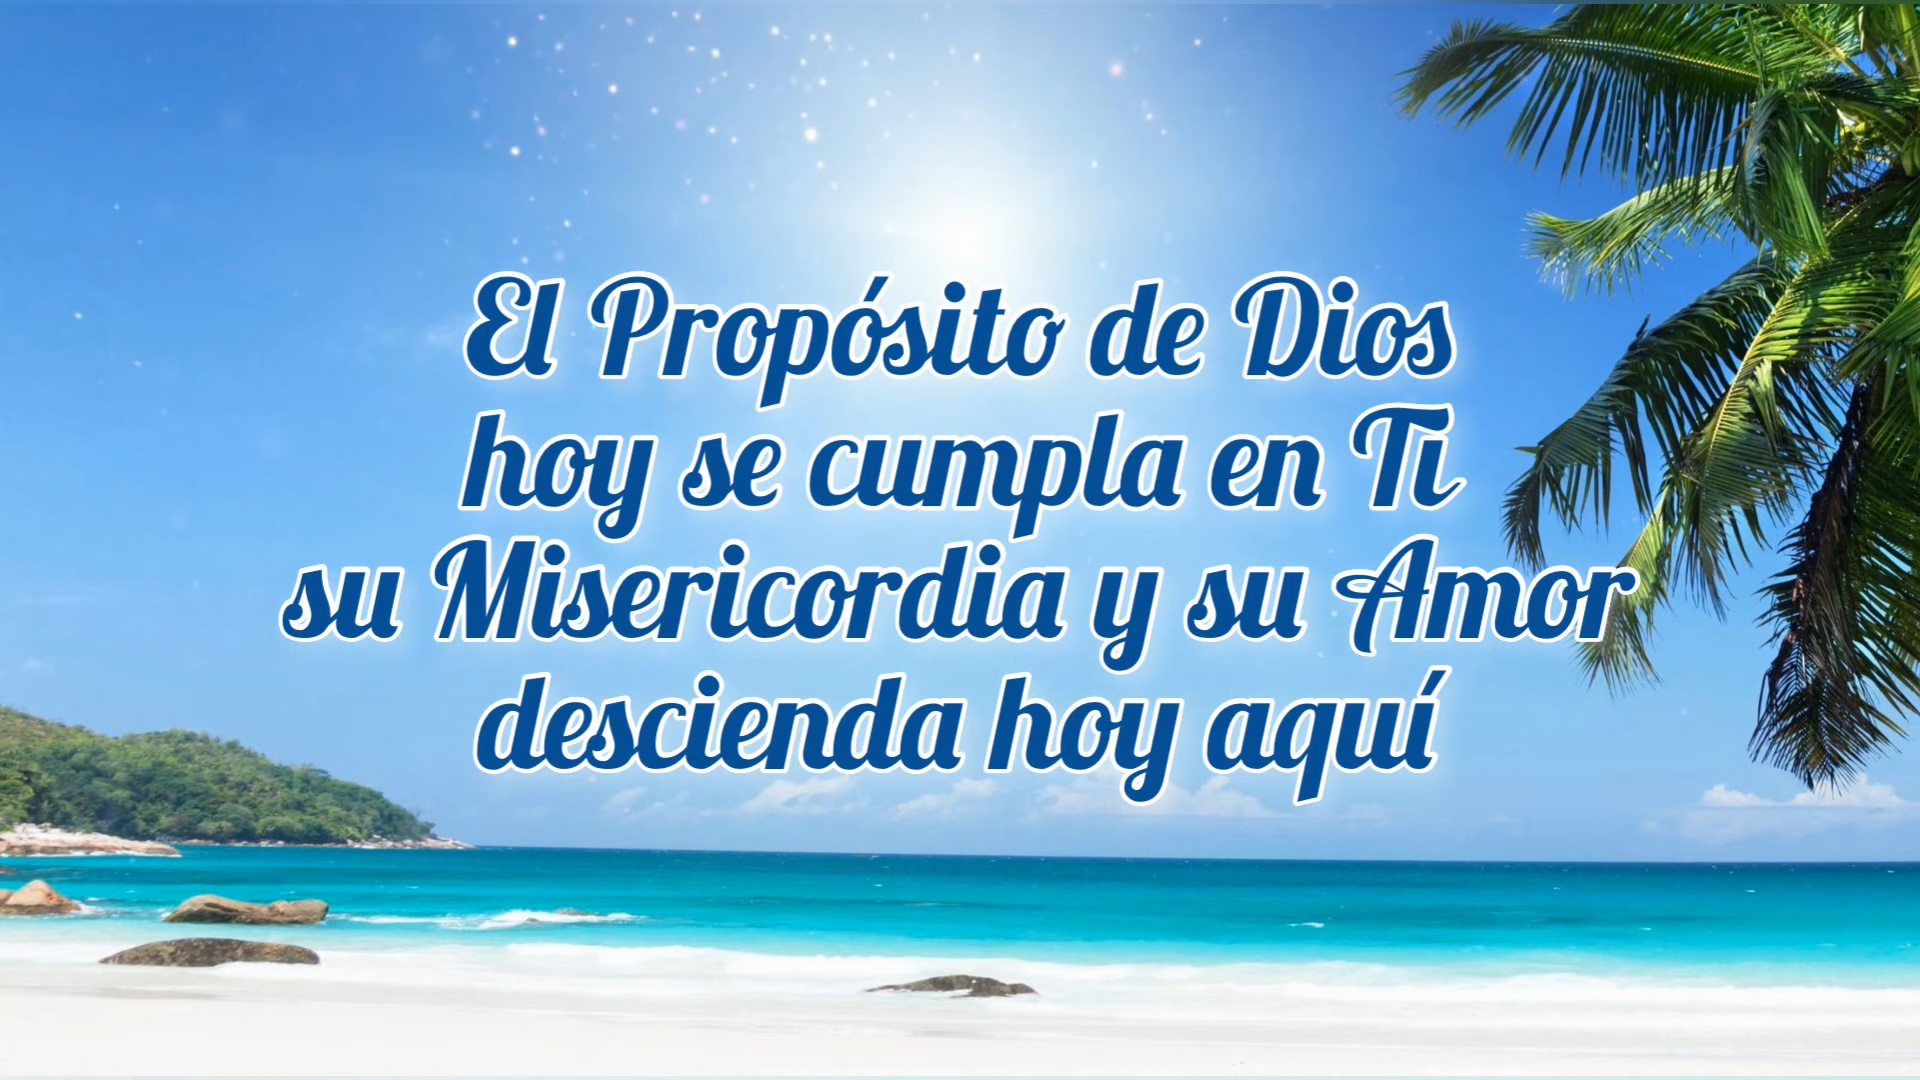 El Propósito de Dios
hoy se cumpla en Ti
su Misericordia y su Amor
descienda hoy aquí